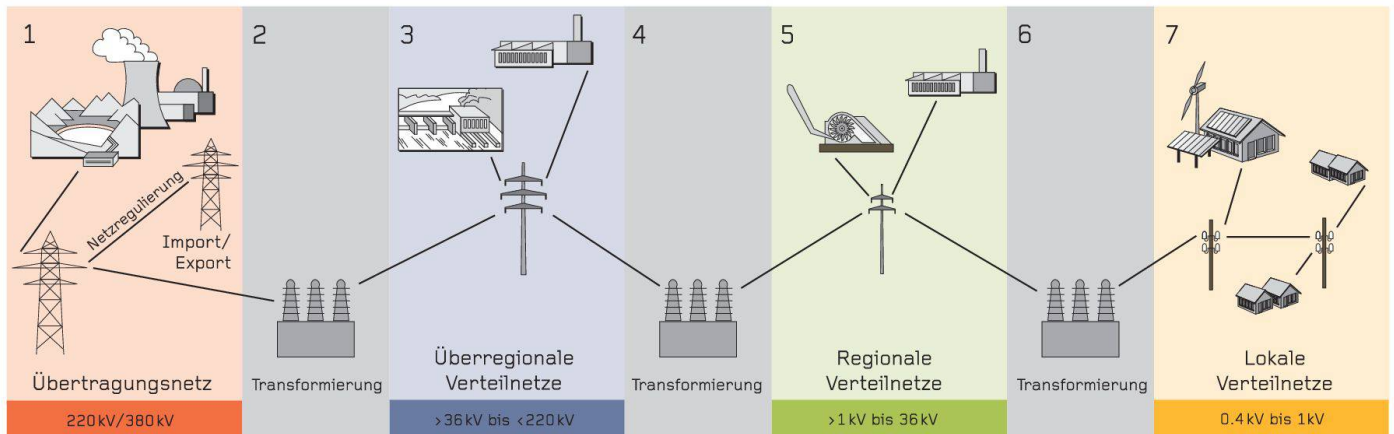 1
2
3
4
5
6
7
Netzregulierung
Import/
Export
Übertragungsnetz
Transformierung
Überregionale
Verteilnetze
Transformierung
Regionale
Verteilnetze
Transformierung
Lokale
Verteilnetze
220kV/380kV
>36kV bis <220kV
>1kV bis 36kV
0.4kV bis 1kV